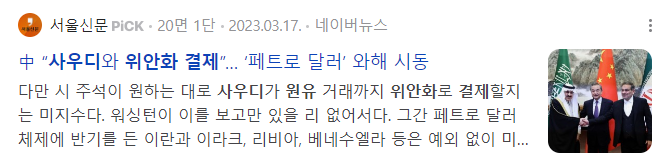 서울신문 PiCK · 20면 1단 · 2023.03.17. · 네이버뉴스
中 “사우디와 위안화 결제”… ‘페트로 달러’ 와해 시동
다만 시 주석이 원하는 대로 사우디가 원유 거래까지 위안화로 결제할지
는 미지수다. 워싱턴이 이를 보고만 있을 리 없어서다. 그간 페트로 달러
체제에 반기를 든 이란과 이라크, 리비아, 베네수엘라 등은 예외 없이 미...